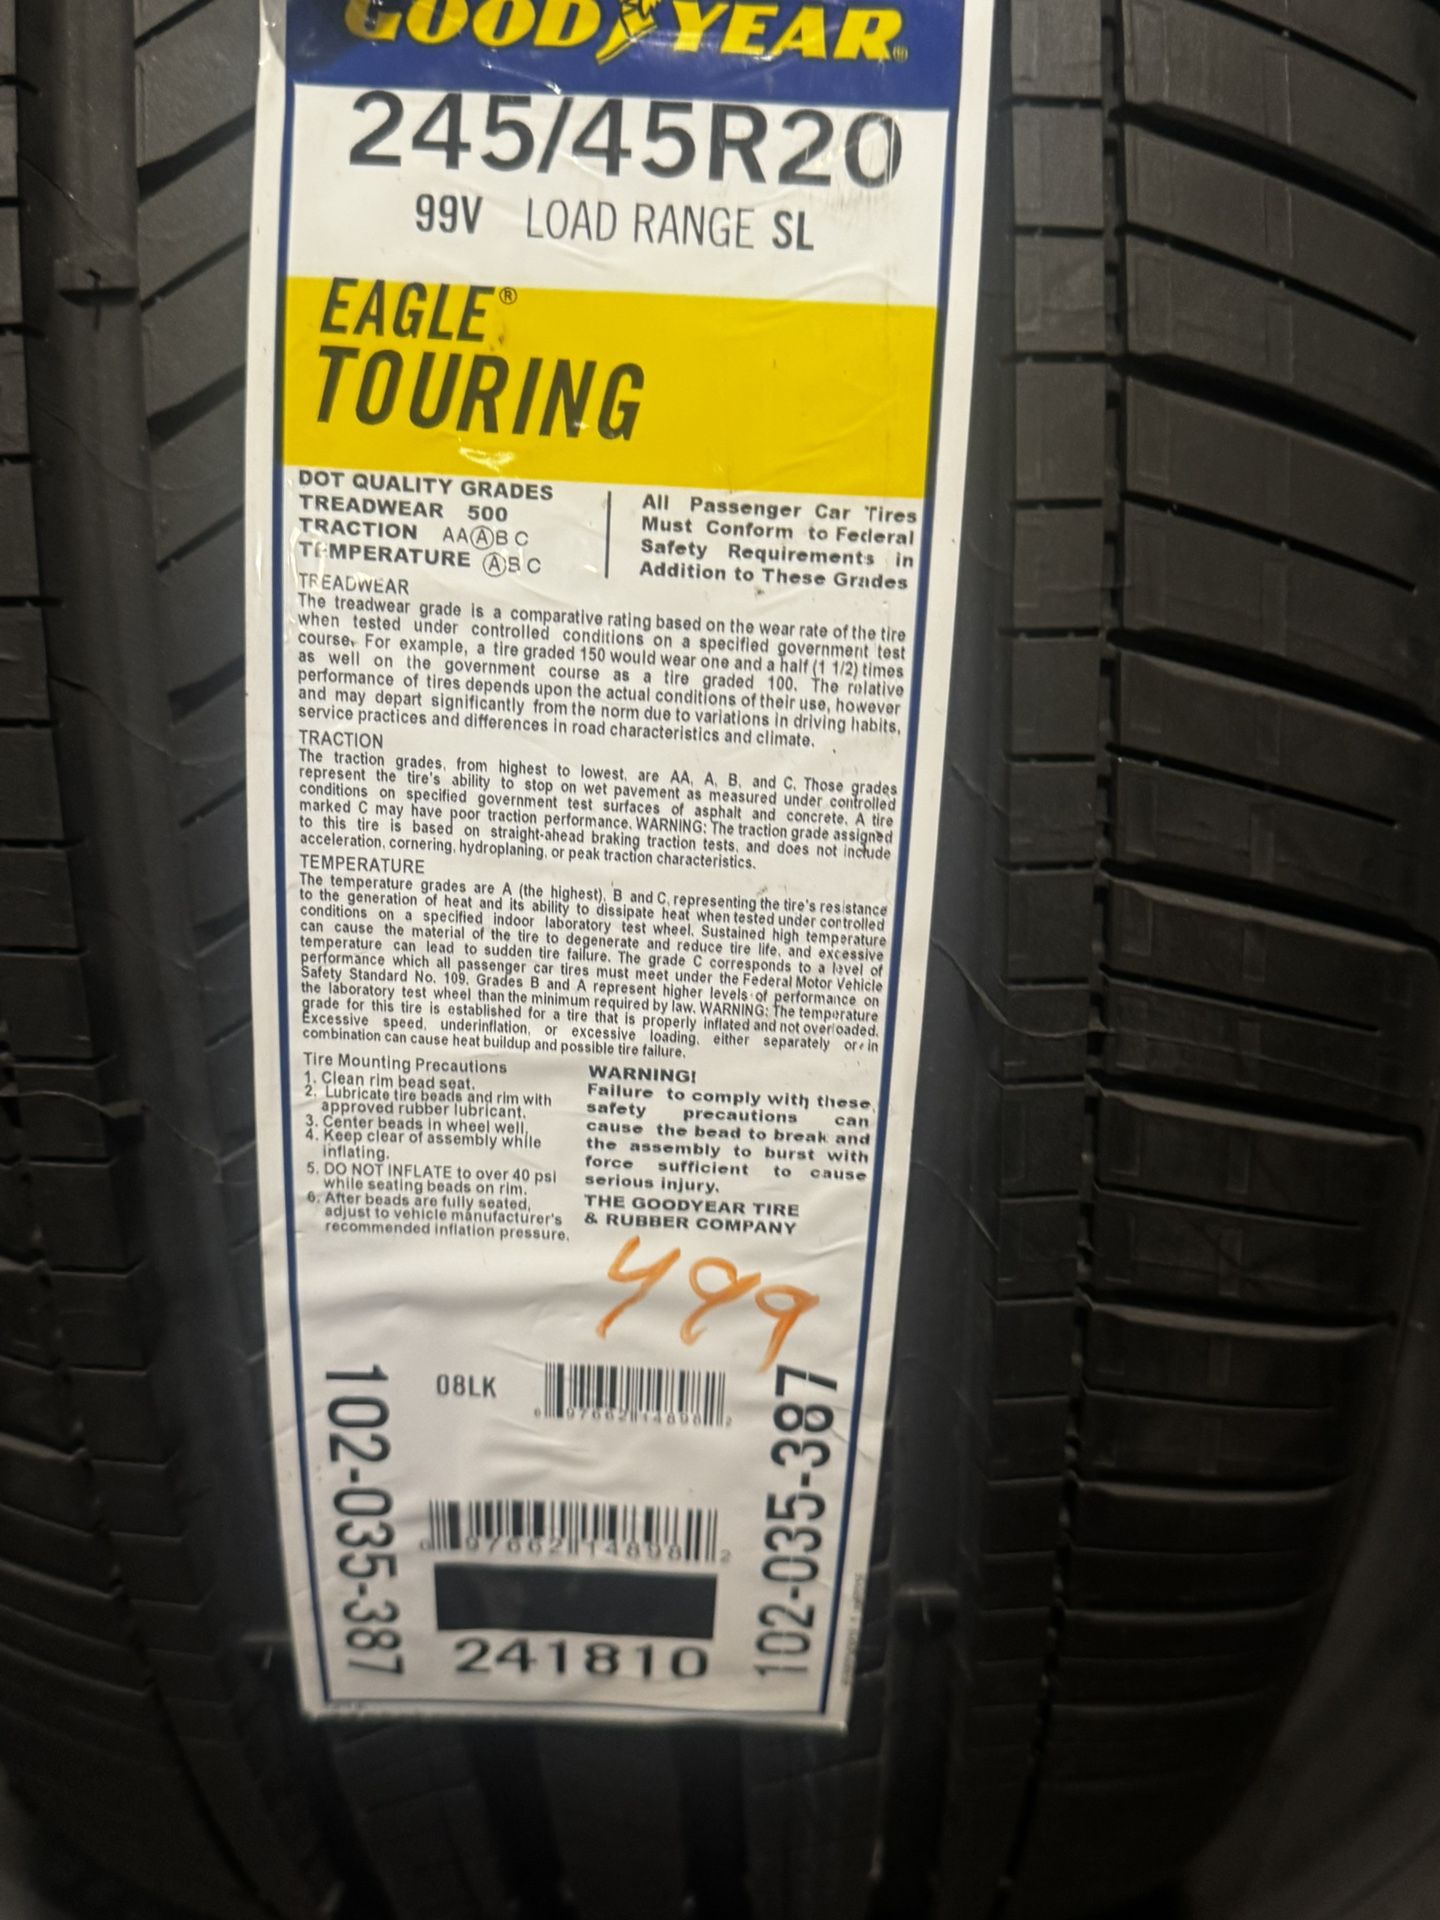 GOODYEAR
245/45R20
99V LOAD RANGE SL
EAGLE®
TOURING
DOT QUALITY GRADES
TREADWEAR 500
TRACTION AA A B C
TEMPERATURE A B C
All Passenger Car Tires
Must Conform to Federal
Safety Requirements in
Addition to These Grades
TREADWEAR
The treadwear grade is a comparative rating based on the wear rate of the tire
when tested under controlled conditions on a specified government test
course. For example, a tire graded 150 would wear one and a half (1 1/2) times
as well on the government course as a tire graded 100. The relative
performance of tires depends upon the actual conditions of their use, however
and may depart significantly from the norm due to variations in driving habits,
service practices and differences in road characteristics and climate.
TRACTION
The traction grades, from highest to lowest, are AA, A, B, and C. Those grades
represent the tire's ability to stop on wet pavement as measured under controlled
conditions on specified government test surfaces of asphalt and concrete. A tire
marked C may have poor traction performance. WARNING: The traction grade assigned
to this tire is based on straight-ahead braking traction tests, and does not include
acceleration, cornering, hydroplaning, or peak traction characteristics.
TEMPERATURE
The temperature grades are A (the highest), B and C, representing the tire's resistance
to the generation of heat and its ability to dissipate heat when tested under controlled
conditions on a specified indoor laboratory test wheel. Sustained high temperature
can cause the material of the tire to degenerate and reduce tire life, and excessive
temperature can lead to sudden tire failure. The grade C corresponds to a level of
performance which all passenger car tires must meet under the Federal Motor Vehicle
Safety Standard No. 109. Grades B and A represent higher levels of performance on
the laboratory test wheel than the minimum required by law. WARNING: The temperature
grade for this tire is established for a tire that is properly inflated and not overloaded.
Excessive speed, underinflation, or excessive loading, either separately or in
combination can cause heat buildup and possible tire failure.
Tire Mounting Precautions
1. Clean rim bead seat.
2. Lubricate tire beads and rim with
approved rubber lubricant.
3. Center beads in wheel well,
4. Keep clear of assembly while
inflating.
5. DO NOT INFLATE to over 40 psi
while seating beads on rim.
6. After beads are fully seated,
adjust to vehicle manufacturer's
recommended inflation pressure.
WARNING!
Failure to comply with these
safety precautions can
cause the bead to break and
the assembly to burst with
force sufficient to cause
serious injury.
THE GOODYEAR TIRE
& RUBBER COMPANY
499
102-035-387
08LK
6 97662 14898 2
6 97662 14898 2
241810
102-035-387